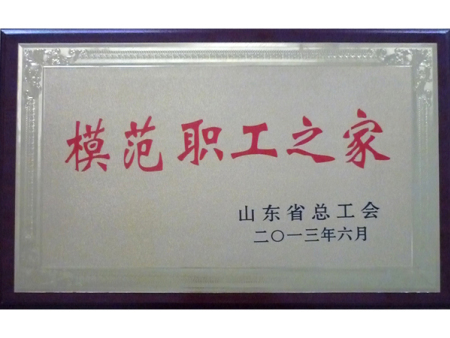 模范职工之家
山东省总工会
二〇一三年六月